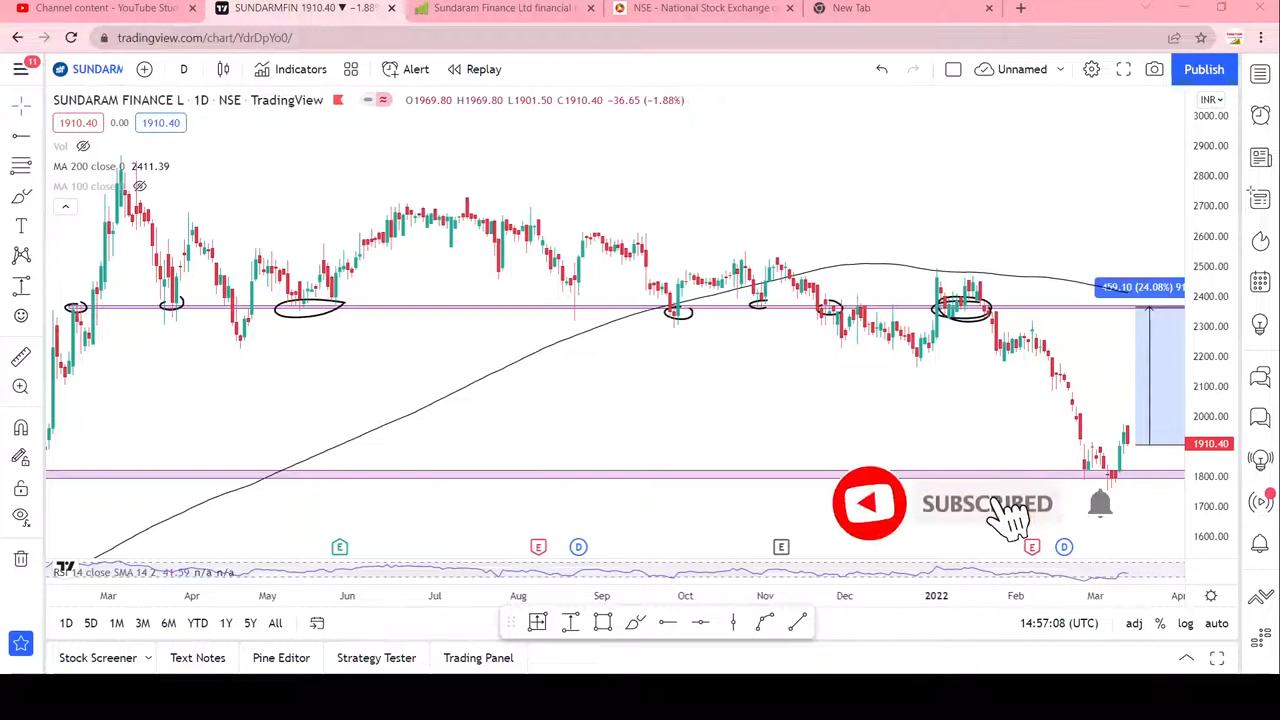 Channel content - YouTube Stud
SUNDARMFIN 1910.40 ▼ −1.88%
Sundaram Finance Ltd financial
NSE - National Stock Exchange o
New Tab
tradingview.com/chart/YdrDpYo0/
11
SUNDARM
D
Indicators
Alert
Replay
Unnamed
Publish
SUNDARAM FINANCE L · 1D · NSE · TradingView
O1969.80 H1969.80 L1901.50 C1910.40 −36.65 (−1.88%)
INR
1910.40
0.00
1910.40
Vol
MA 200 close 0 2411.39
MA 100 close
3000.00
2900.00
2800.00
2700.00
2600.00
2500.00
2400.00
2300.00
2200.00
2100.00
2000.00
1910.40
1800.00
1700.00
1600.00
459.10 (24.08%) 91
SUBSCRIBED
E
E
D
E
E
D
RSI 14 close SMA 14 2 41.59 n/a n/a
Mar
Apr
May
Jun
Jul
Aug
Sep
Oct
Nov
Dec
2022
Feb
Mar
Apr
1D
5D
1M
3M
6M
YTD
1Y
5Y
All
14:57:08 (UTC)
adj
%
log
auto
Stock Screener
Text Notes
Pine Editor
Strategy Tester
Trading Panel